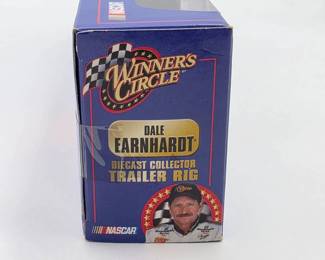 WINNER'S
CIRCLE
DALE
EARNHARDT
DIECAST COLLECTOR
TRAILER RIG
NASCAR